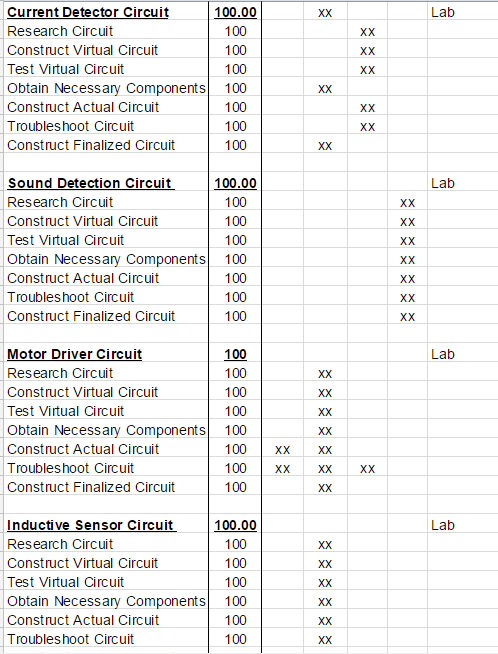 Current Detector Circuit 100.00 xx Lab
Research Circuit 100 xx
Construct Virtual Circuit 100 xx
Test Virtual Circuit 100 xx
Obtain Necessary Components 100 xx
Construct Actual Circuit 100 xx
Troubleshoot Circuit 100 xx
Construct Finalized Circuit 100 xx
Sound Detection Circuit 100.00 Lab
Research Circuit 100 xx
Construct Virtual Circuit 100 xx
Test Virtual Circuit 100 xx
Obtain Necessary Components 100 xx
Construct Actual Circuit 100 xx
Troubleshoot Circuit 100 xx
Construct Finalized Circuit 100 xx
Motor Driver Circuit 100 Lab
Research Circuit 100 xx
Construct Virtual Circuit 100 xx
Test Virtual Circuit 100 xx
Obtain Necessary Components 100 xx
Construct Actual Circuit 100 xx xx
Troubleshoot Circuit 100 xx xx xx
Construct Finalized Circuit 100 xx
Inductive Sensor Circuit 100.00 Lab
Research Circuit 100 xx
Construct Virtual Circuit 100 xx
Test Virtual Circuit 100 xx
Obtain Necessary Components 100 xx
Construct Actual Circuit 100 xx
Troubleshoot Circuit 100 xx